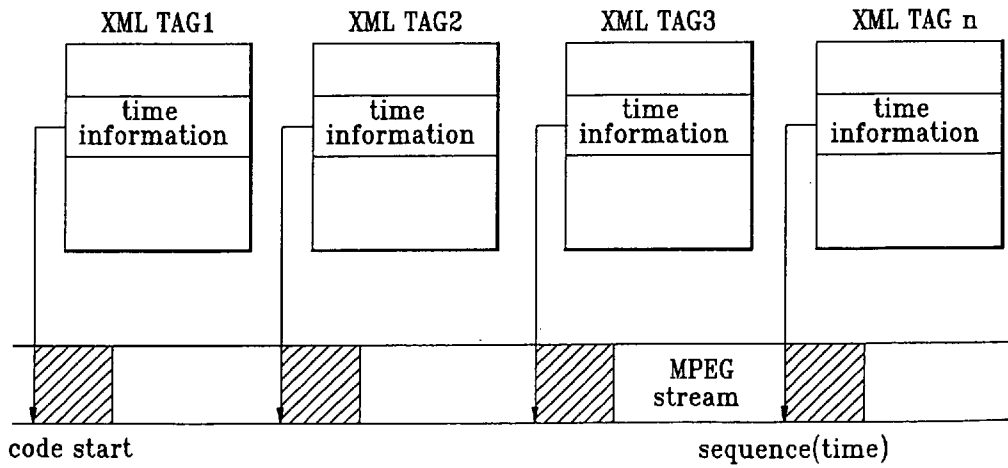 XML TAG1
XML TAG2
XML TAG3
XML TAG n
time
information
time
information
time
information
time
information
MPEG
stream
code start
sequence(time)